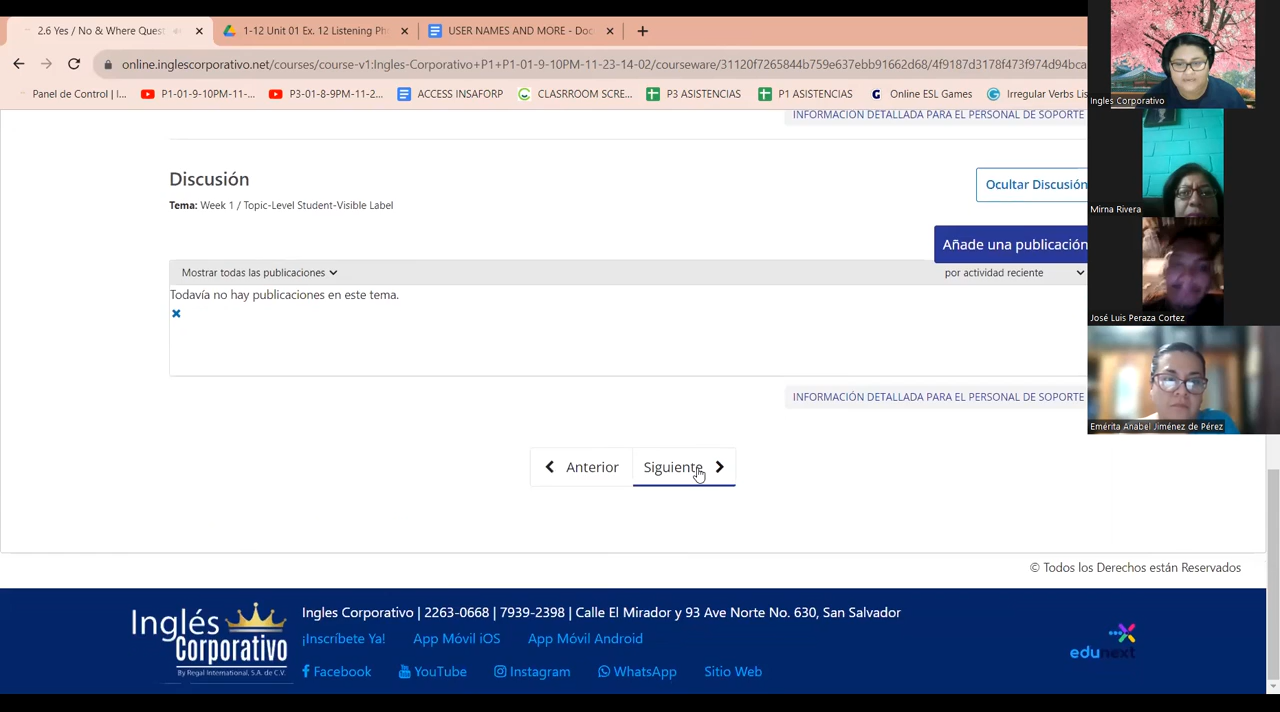 2.6 Yes / No & Where Quest
1-12 Unit 01 Ex. 12 Listening Ph
USER NAMES AND MORE - Doc
online.inglescorporativo.net/courses/course-v1:Ingles-Corporativo+P1+P1-01-9-10PM-11-23-14-02/courseware/31120f7265844b759e637ebb91662d68/4f9187d3178f473f974d94bca
Panel de Control | I...
P1-01-9-10PM-11-...
P3-01-8-9PM-11-2...
ACCESS INSAFORP
CLASRROOM SCRE...
P3 ASISTENCIAS
P1 ASISTENCIAS
Online ESL Games
Irregular Verbs Lis
Ingles Corporativo
INFORMACIÓN DETALLADA PARA EL PERSONAL DE SOPORTE
Discusión
Ocultar Discusión
Tema: Week 1 / Topic-Level Student-Visible Label
Mirna Rivera
Añade una publicación
Mostrar todas las publicaciones
por actividad reciente
Todavía no hay publicaciones en este tema.
José Luis Peraza Cortez
INFORMACIÓN DETALLADA PARA EL PERSONAL DE SOPORTE
Emérita Anabel Jiménez de Pérez
Anterior
Siguiente
© Todos los Derechos están Reservados
Inglés Corporativo
By Regal International, S.A. de C.V.
Ingles Corporativo | 2263-0668 | 7939-2398 | Calle El Mirador y 93 Ave Norte No. 630, San Salvador
¡Inscríbete Ya! App Móvil iOS App Móvil Android
Facebook YouTube Instagram WhatsApp Sitio Web
edunext